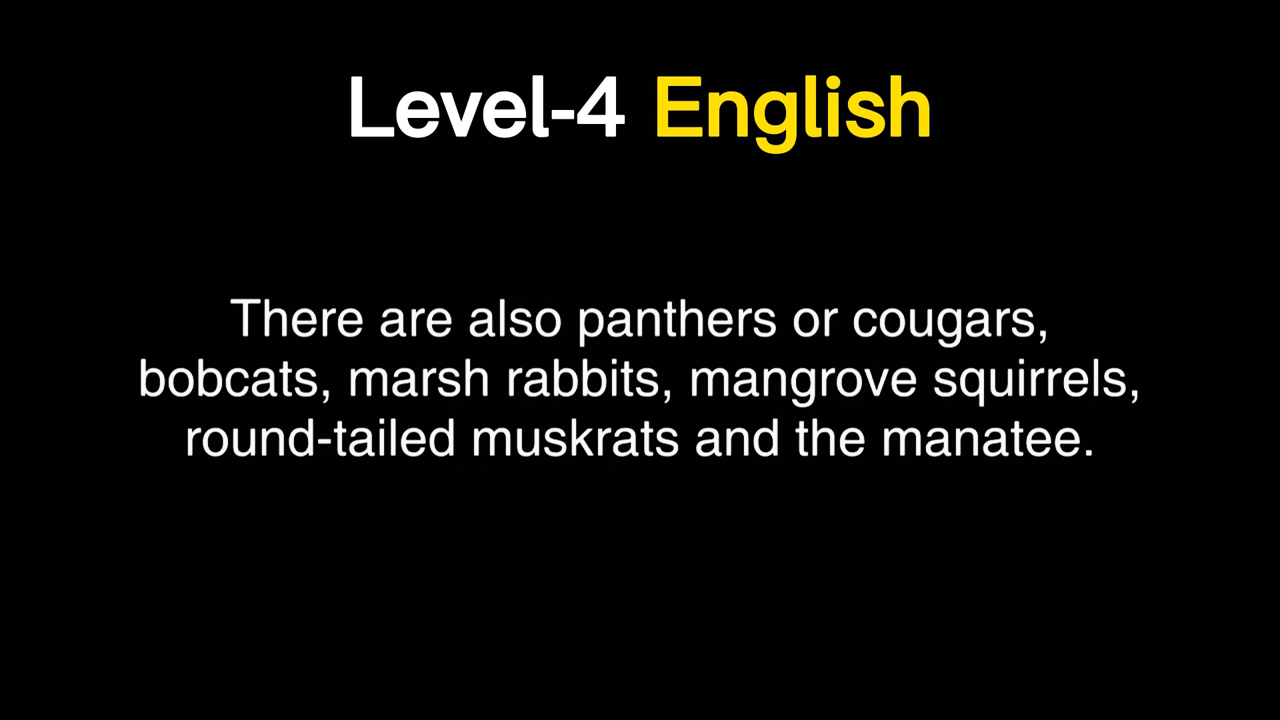 Level-4 English
There are also panthers or cougars,
bobcats, marsh rabbits, mangrove squirrels,
round-tailed muskrats and the manatee.